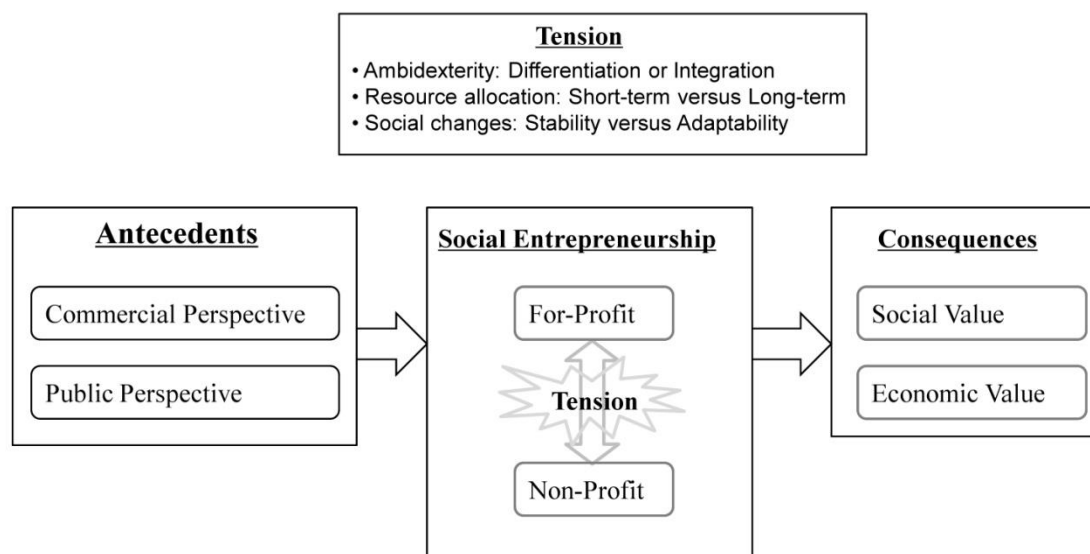 Tension
• Ambidexterity: Differentiation or Integration
• Resource allocation: Short-term versus Long-term
• Social changes: Stability versus Adaptability
Antecedents
Commercial Perspective
Public Perspective
Social Entrepreneurship
For-Profit
Tension
Non-Profit
Consequences
Social Value
Economic Value